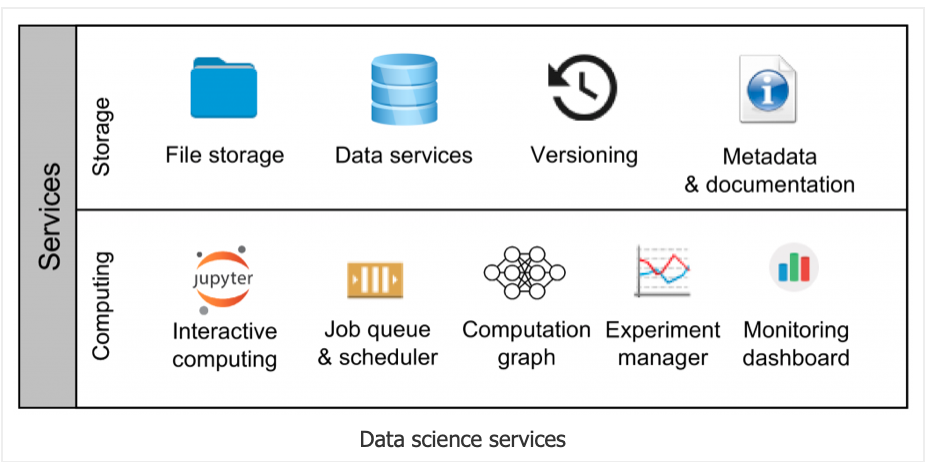 Services
Storage
File storage
Data services
Versioning
Metadata
& documentation
Computing
jupyter
Interactive
computing
Job queue
& scheduler
Computation
graph
Experiment
manager
Monitoring
dashboard
Data science services